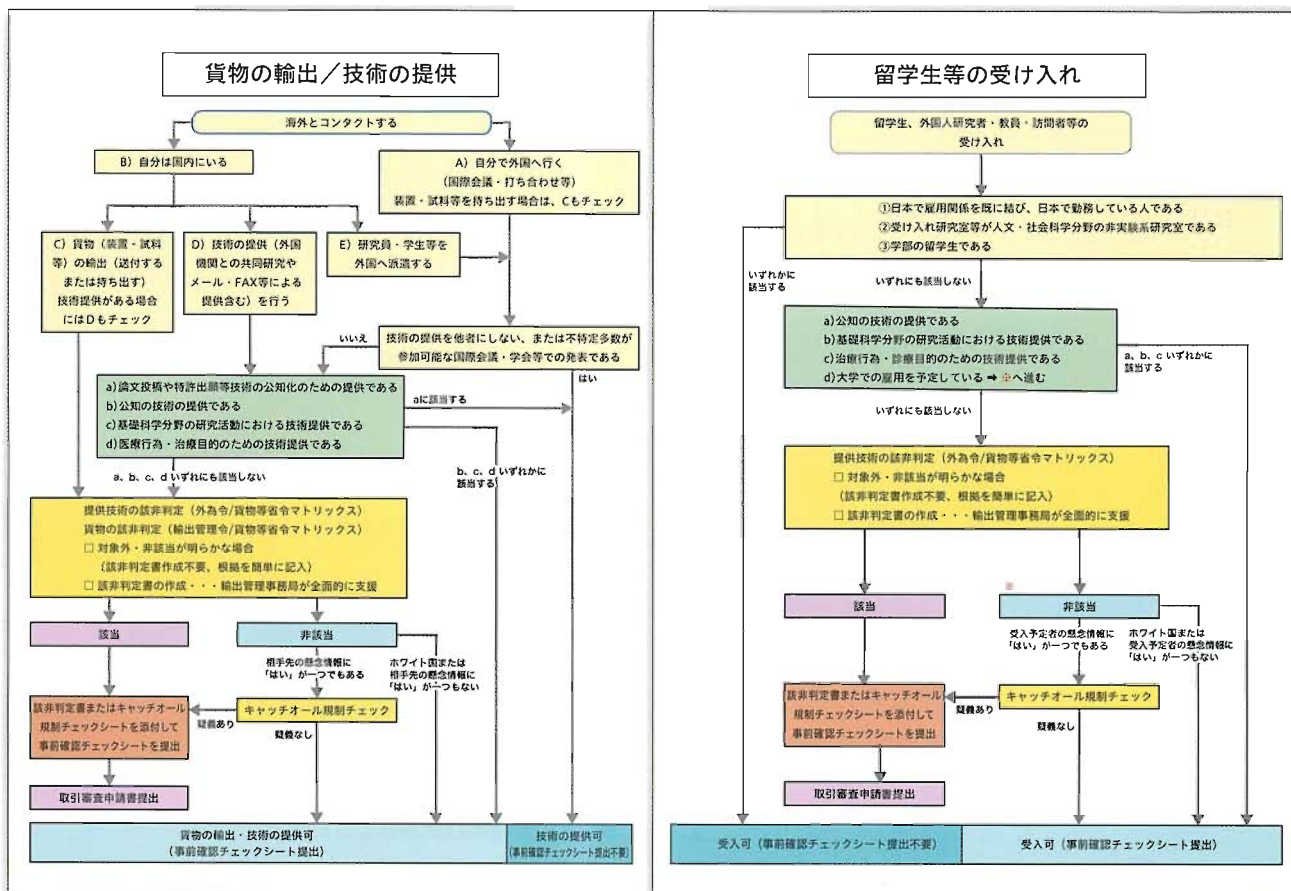 貨物の輸出／技術の提供
海外とコンタクトする
B）自分は国内にいる
A）自分で外国へ行く
（国際会議・打ち合わせ等）
装置・試料等を持ち出す場合は、Cもチェック
C）貨物（装置・試料
等）の輸出（送付する
または持ち出す）
技術提供がある場合
にはDもチェック
D）技術の提供（外国
機関との共同研究や
メール・FAX等による
提供含む）を行う
E）研究員・学生等を
外国へ派遣する
いいえ
技術の提供を他者にしない、または不特定多数が
参加可能な国際会議・学会等での発表である
はい
a)論文投稿や特許出願等技術の公知化のための提供である
b)公知の技術の提供である
c)基礎科学分野の研究活動における技術提供である
d)医療行為・治療目的のための技術提供である
aに該当する
a、b、c、dいずれにも該当しない
b、c、dいずれかに
該当する
提供技術の該非判定（外為令/貨物等省令マトリックス）
貨物の該非判定（輸出管理令/貨物等省令マトリックス）
□ 対象外・非該当が明らかな場合
（該非判定書作成不要、根拠を簡単に記入）
□ 該非判定書の作成・・・輸出管理事務局が全面的に支援
該当
非該当
相手先の懸念情報に
「はい」が一つでもある
ホワイト国または
相手先の懸念情報に
「はい」が一つもない
該非判定書またはキャッチオール
規制チェックシートを添付して
事前確認チェックシートを提出
疑義あり
キャッチオール規制チェック
疑義なし
取引審査申請書提出
貨物の輸出・技術の提供可
（事前確認チェックシート提出）
技術の提供可
（事前確認チェックシート提出不要）
留学生等の受け入れ
留学生、外国人研究者・教員・訪問者等の
受け入れ
①日本で雇用関係を既に結び、日本で勤務している人である
②受け入れ研究室等が人文・社会科学分野の非実験系研究室である
③学部の留学生である
いずれかに
該当する
いずれにも該当しない
a)公知の技術の提供である
b)基礎科学分野の研究活動における技術提供である
c)治療行為・診療目的のための技術提供である
d)大学での雇用を予定している ➡ ※へ進む
a、b、c いずれかに
該当する
いずれにも該当しない
提供技術の該非判定（外為令/貨物等省令マトリックス）
□ 対象外・非該当が明らかな場合
（該非判定書作成不要、根拠を簡単に記入）
□ 該非判定書の作成・・・輸出管理事務局が全面的に支援
※
該当
非該当
受入予定者の懸念情報に
「はい」が一つでもある
ホワイト国または
受入予定者の懸念情報に
「はい」が一つもない
該非判定書またはキャッチオール
規制チェックシートを添付して
事前確認チェックシートを提出
疑義あり
キャッチオール規制チェック
疑義なし
取引審査申請書提出
受入可（事前確認チェックシート提出不要）
受入可（事前確認チェックシート提出）